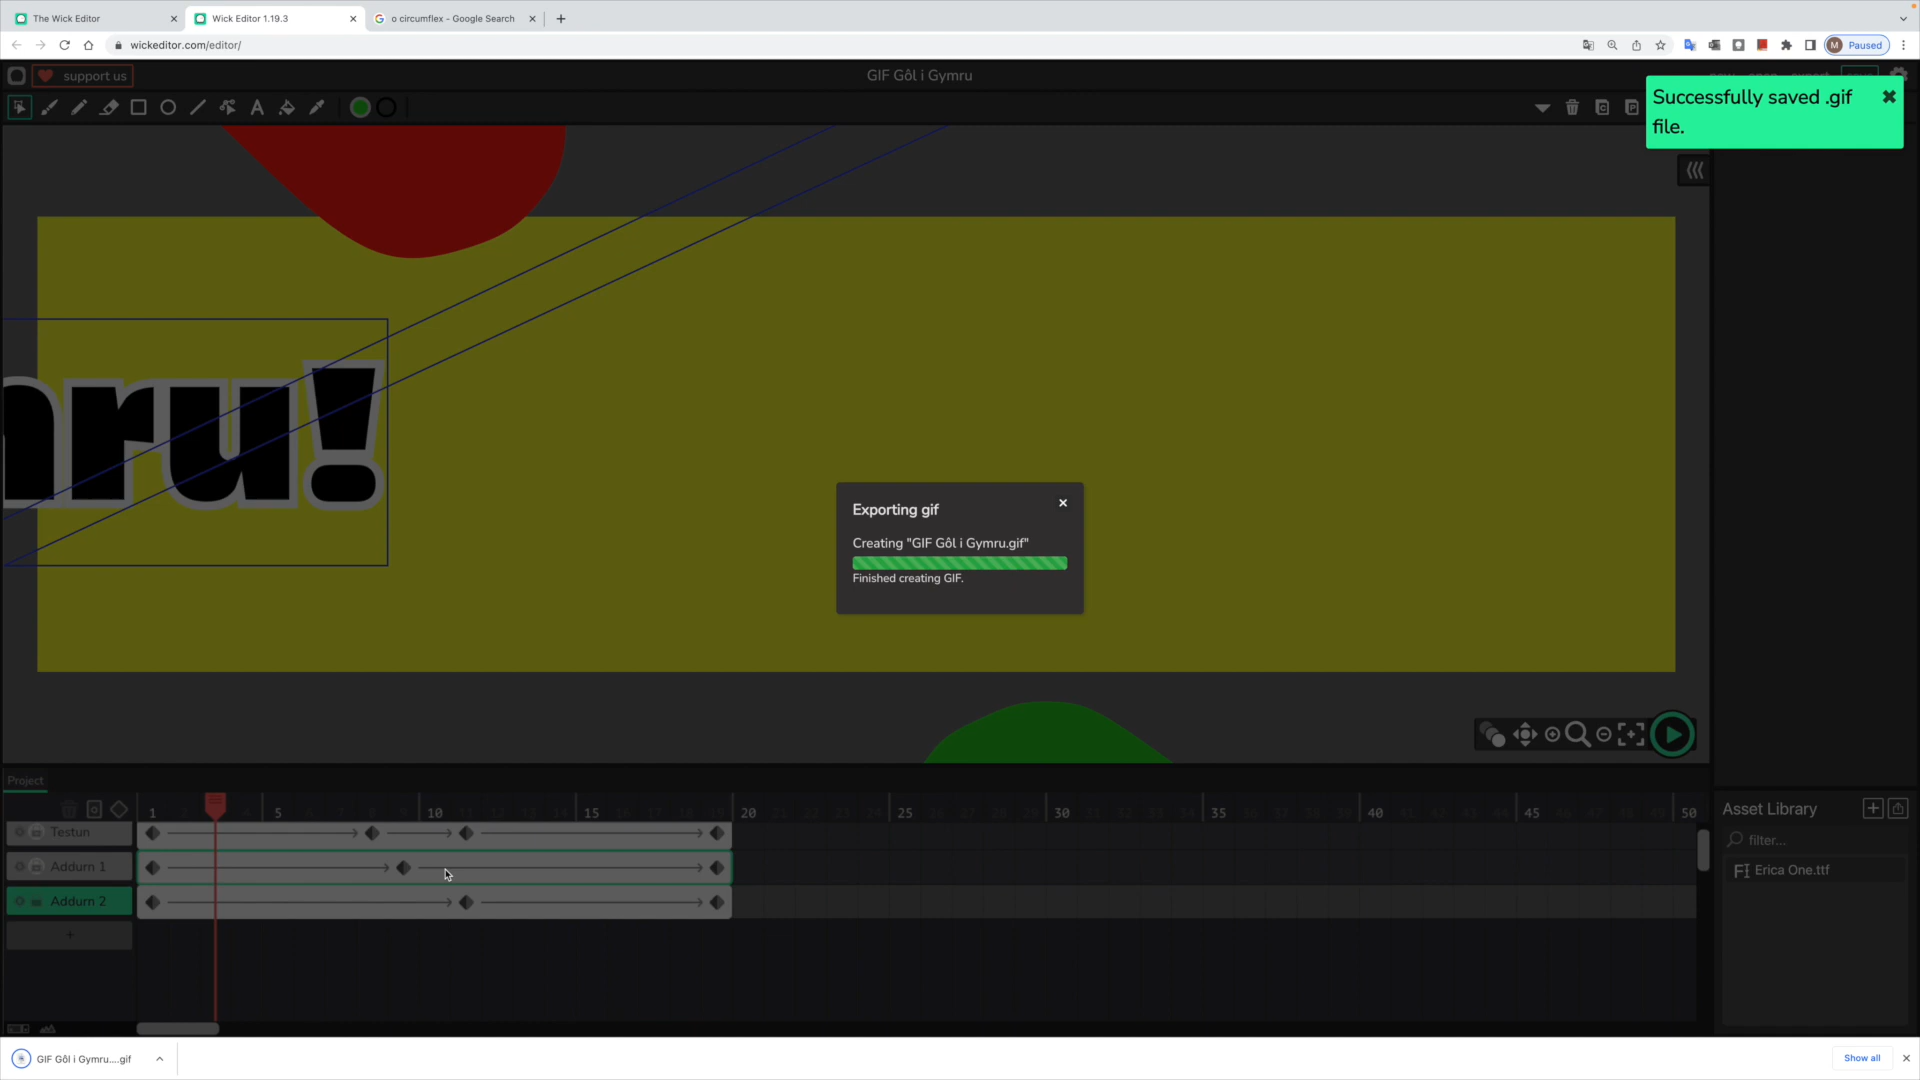 The Wick Editor
Wick Editor 1.19.3
o circumflex - Google Search
wickeditor.com/editor/
M Paused
support us
GIF Gôl i Gymru
Successfully saved .gif
file.
ru!
Exporting gif
Creating "GIF Gôl i Gymru.gif"
Finished creating GIF.
Project
1 5 10 15 20 25 30 35 40 45 50
Testun
Addurn 1
Addurn 2
Asset Library
filter...
Erica One.ttf
GIF Gôl i Gymru....gif
Show all